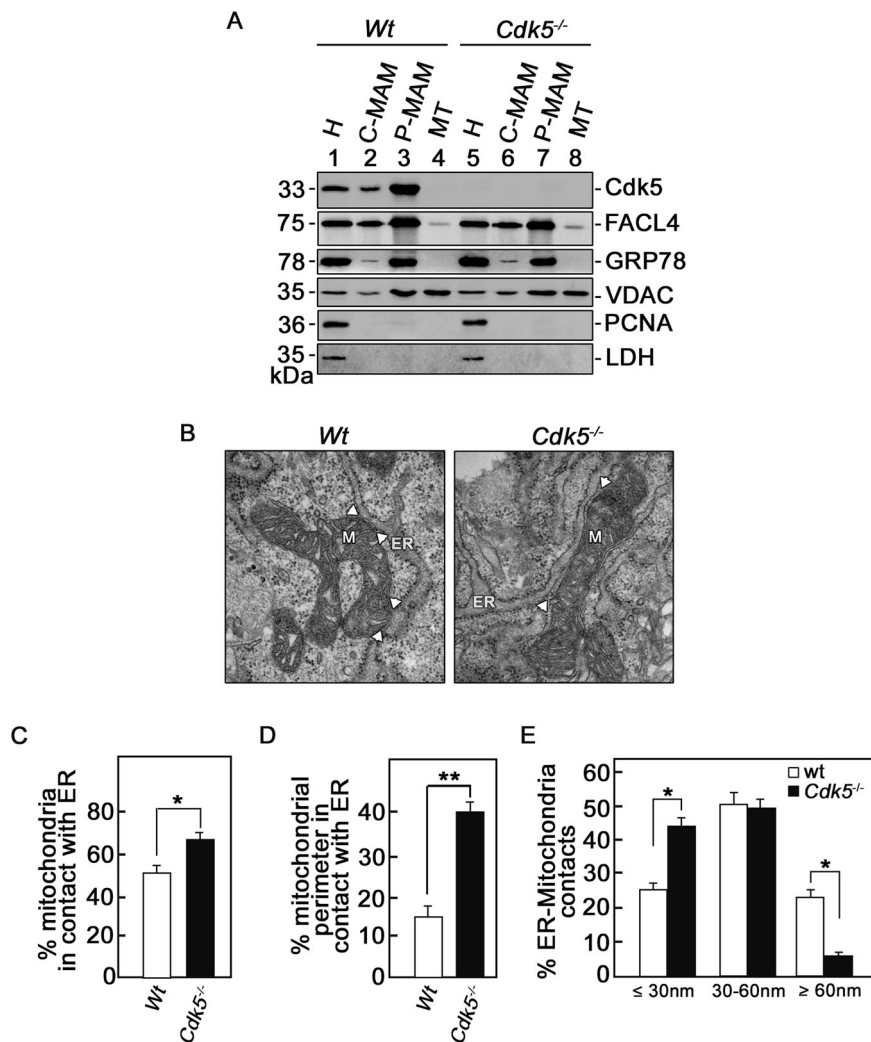 A
Wt Cdk5-/-
H C-MAM P-MAM MT H C-MAM P-MAM MT
1 2 3 4 5 6 7 8
33 - - Cdk5
75 - - FACL4
78 - - GRP78
35 - - VDAC
36 - - PCNA
35 - - LDH
kDa
B
Wt Cdk5-/-
M ER
M ER
C
% mitochondria
in contact with ER
80
60
40
20
0
*
Wt Cdk5-/-
D
% mitochondrial
perimeter in
contact with ER
40
30
20
10
0
**
Wt Cdk5-/-
E
% ER-Mitochondria
contacts
60
50
40
30
20
10
0
wt
Cdk5-/-
* *
≤ 30nm 30-60nm ≥ 60nm